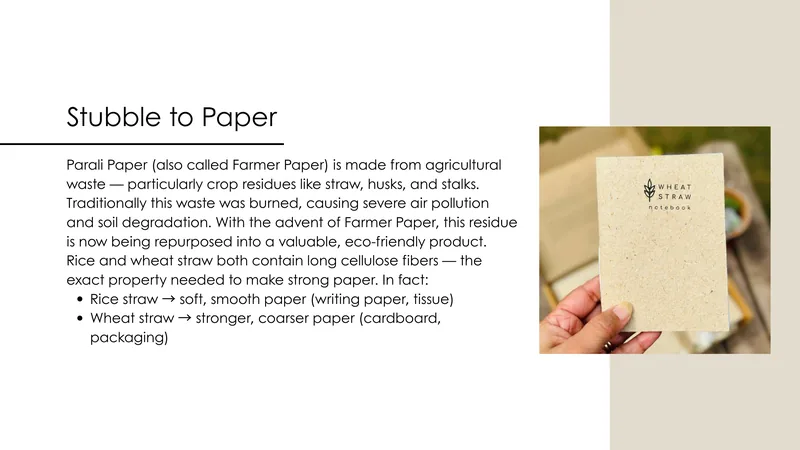 Stubble to Paper
Parali Paper (also called Farmer Paper) is made from agricultural
waste — particularly crop residues like straw, husks, and stalks.
Traditionally this waste was burned, causing severe air pollution
and soil degradation. With the advent of Farmer Paper, this residue
is now being repurposed into a valuable, eco-friendly product.
Rice and wheat straw both contain long cellulose fibers — the
exact property needed to make strong paper. In fact:
• Rice straw → soft, smooth paper (writing paper, tissue)
• Wheat straw → stronger, coarser paper (cardboard,
packaging)
WHEAT
STRAW
notebook